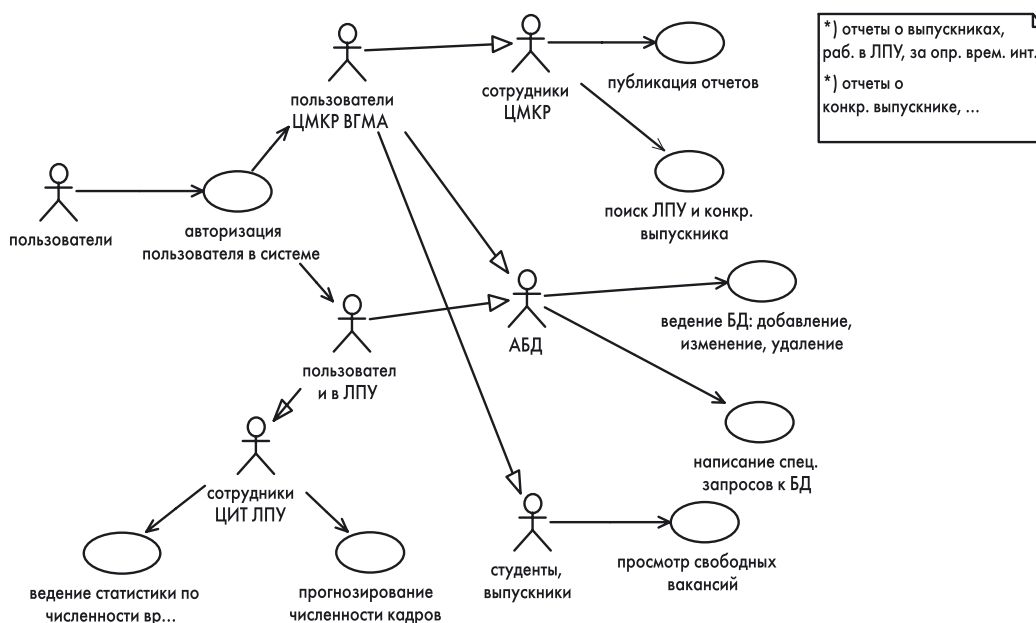 *) отчеты о выпускниках,
раб. в ЛПУ, за опр. врем. инт.
*) отчеты о
конкр. выпускнике, ...
пользователи
ЦМКР ВГМА
сотрудники
ЦМКР
публикация отчетов
пользователи
авторизация
пользователя в системе
поиск ЛПУ и конкр.
выпускника
АБД
ведение БД: добавление,
изменение, удаление
пользовател
и в ЛПУ
написание спец.
запросов к БД
сотрудники
ЦИТ ЛПУ
студенты,
выпускники
просмотр свободных
вакансий
ведение статистики по
численности вр...
прогнозирование
численности кадров